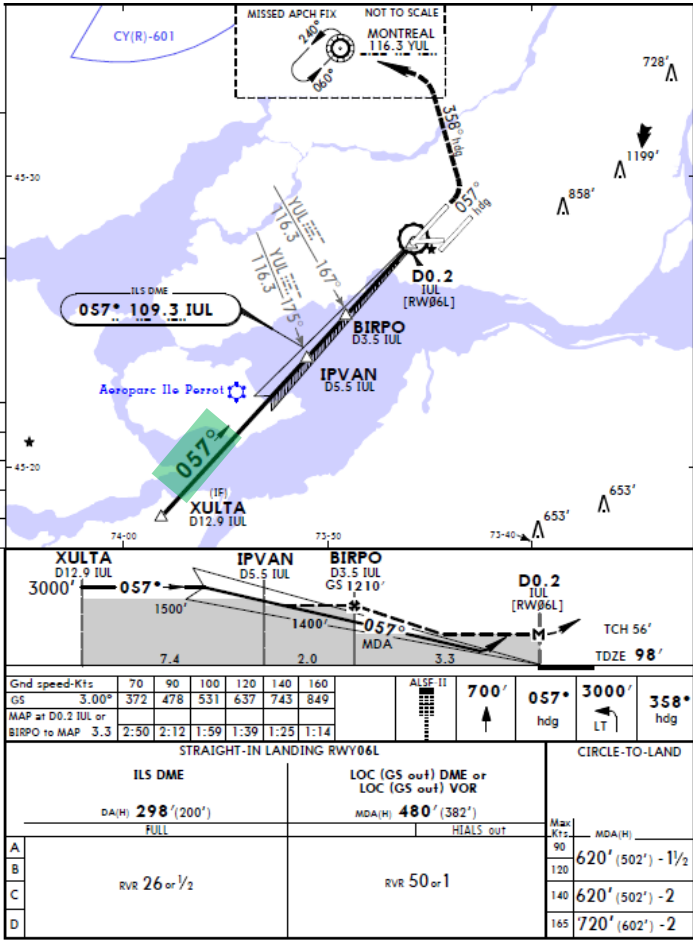 MISSED APCH FIX
NOT TO SCALE
CY(R)-601
240°
060°
MONTREAL
116.3 YUL
728'
358° hdg
1199'
45-30
858'
057° hdg
YUL
116.3
167°
YUL
116.3
175°
D0.2
IUL
[RWØ6L]
ILS DME
057° 109.3 IUL
BIRPO
D3.5 IUL
IPVAN
D5.5 IUL
Aeroparc Ile Perrot
057°
45-20
(IF)
XULTA
D12.9 IUL
653'
653'
74-00
73-50
73-40
XULTA
D12.9 IUL
IPVAN
D5.5 IUL
BIRPO
D3.5 IUL
GS 1210'
D0.2
IUL
[RWØ6L]
3000'
057°
1500'
1400'
057°
MDA
M
TCH 56'
TDZE 98'
7.4
2.0
3.3
Gnd speed-Kts 70 90 100 120 140 160
GS 3.00° 372 478 531 637 743 849
MAP at D0.2 IUL or
BIRPO to MAP 3.3 2:50 2:12 1:59 1:39 1:25 1:14
ALSF-II
700'
057° hdg
3000'
LT
358° hdg
STRAIGHT-IN LANDING RWY06L
CIRCLE-TO-LAND
ILS DME
LOC (GS out) DME or
LOC (GS out) VOR
DA(H) 298'(200')
MDA(H) 480'(382')
FULL
HIALS out
Max
Kts
MDA(H)
A
B
C
D
RVR 26 or ½
RVR 50 or 1
90
120
620' (502') - 1½
140 620' (502') - 2
165 720' (602') - 2